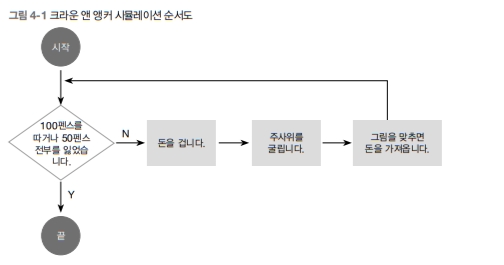 그림 4-1 크라운 앤 앵커 시뮬레이션 순서도
시작
100펜스를
따거나 50펜스
전부를 잃었습
니다.
N
돈을 겁니다.
주사위를
굴립니다.
그림을 맞추면
돈을 가져옵니다.
Y
끝